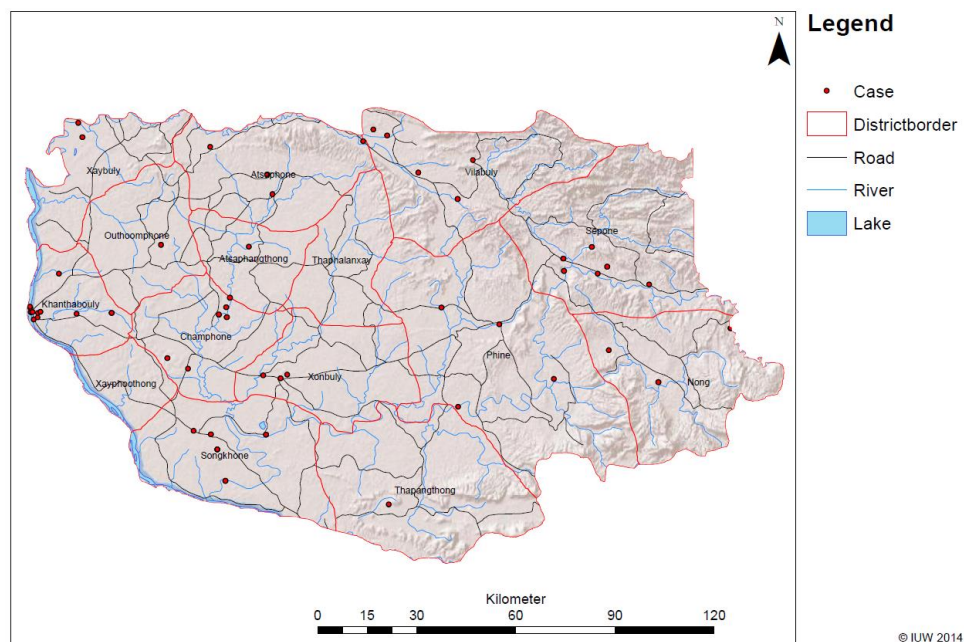 N
Legend
Case
Districtborder
Road
River
Lake
Xaybuly
Atsaphone
Vilabuly
Outhoomphone
Sepone
Atsaphangthong
Thaphalanxay
Khanthabouly
Champhone
Phine
Xayphoothong
Xonbuly
Nong
Songkhone
Thapangthong
Kilometer
0 15 30 60 90 120
© IUW 2014